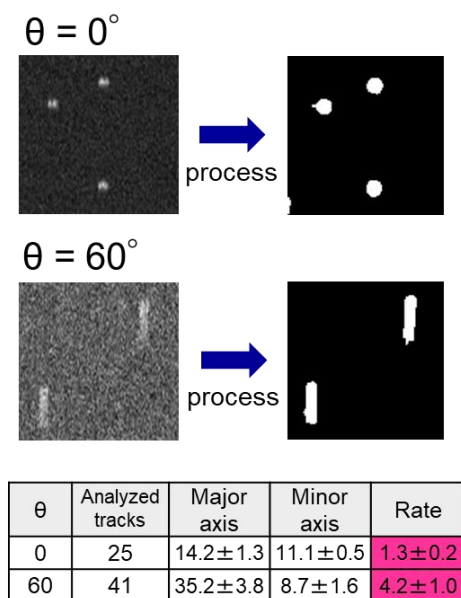 θ = 0°
process
θ = 60°
process
θ Analyzed tracks Major axis Minor axis Rate
0 25 14.2±1.3 11.1±0.5 1.3±0.2
60 41 35.2±3.8 8.7±1.6 4.2±1.0